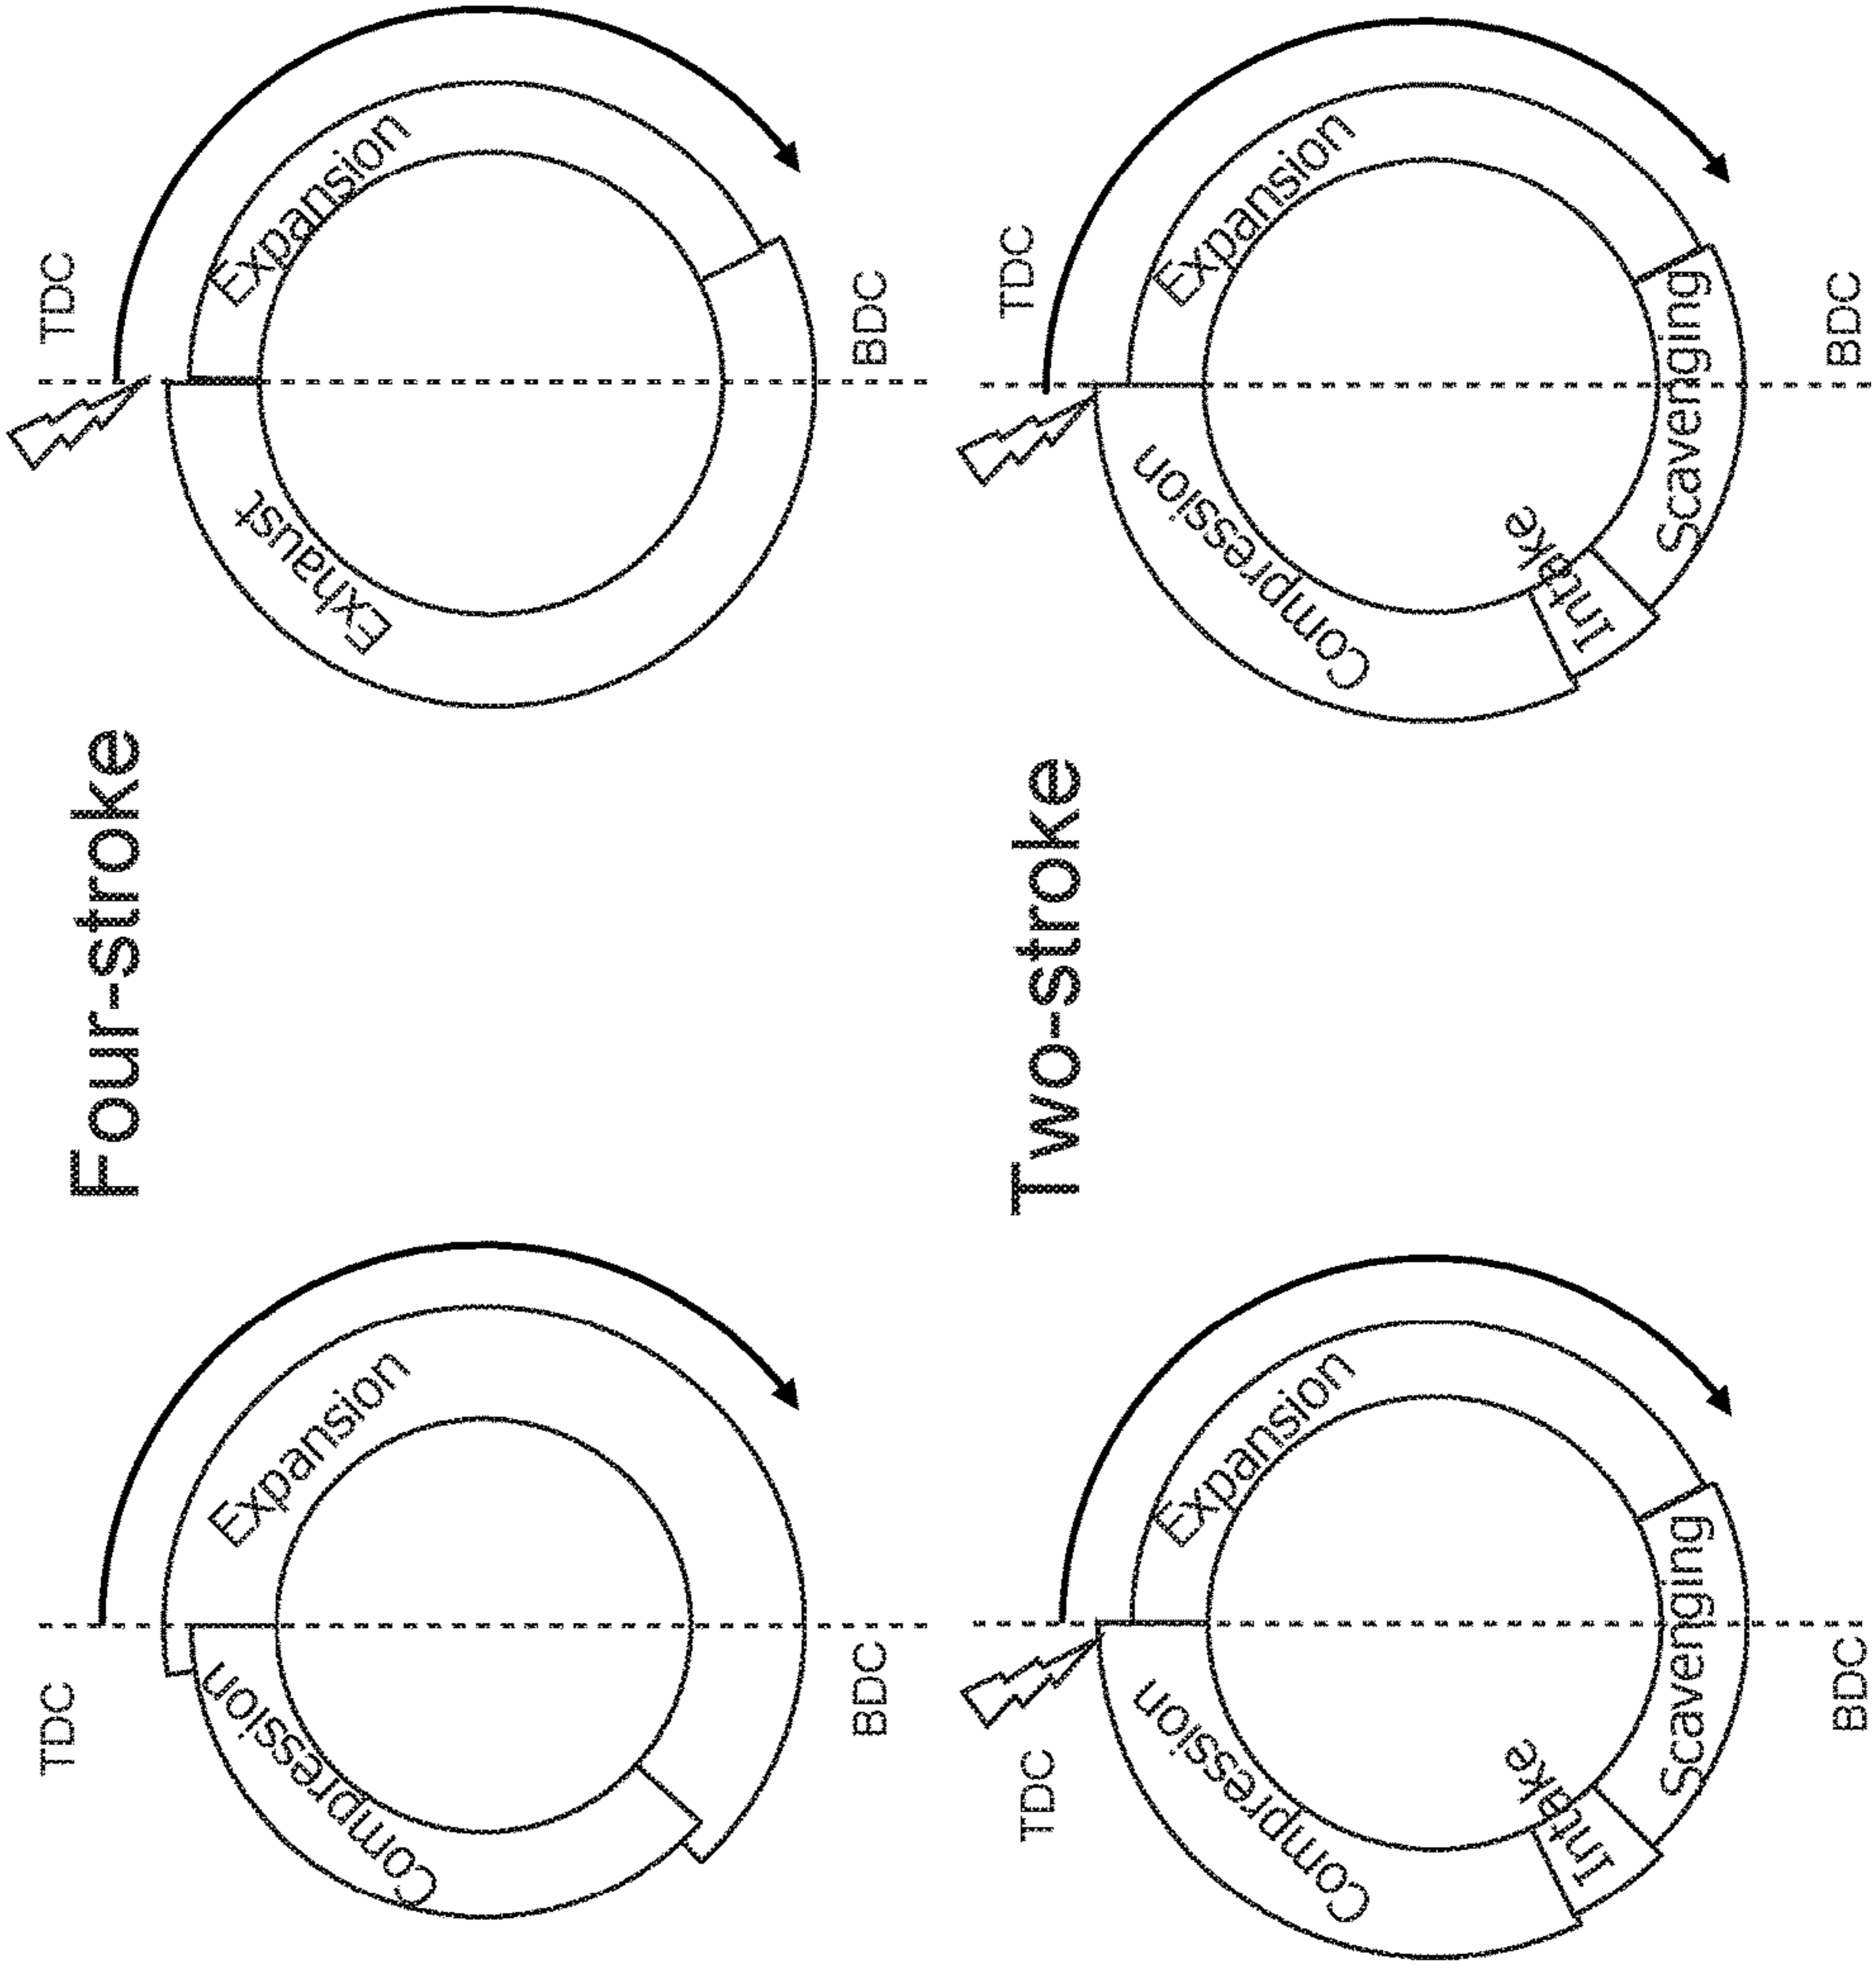 Four-stroke
TDC
Compression
Expansion
BDC
TDC
Exhaust
Expansion
BDC
Two-stroke
TDC
Compression
Expansion
Intake
Scavenging
BDC
TDC
Compression
Expansion
Intake
Scavenging
BDC